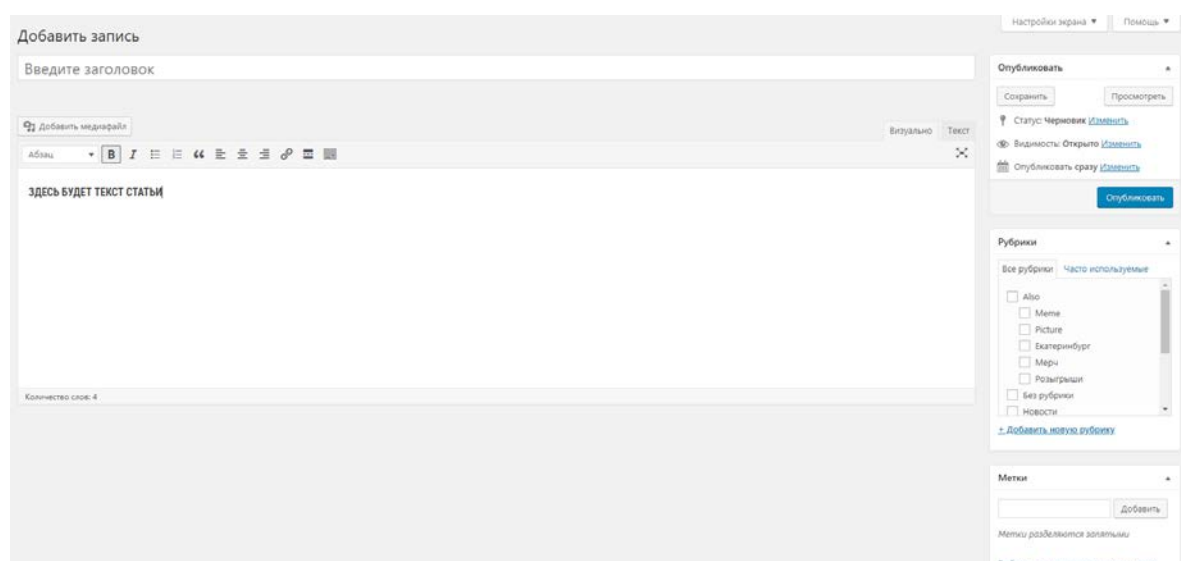 Настройки экрана ▼ Помощь ▼
Добавить запись
Введите заголовок
Добавить медиафайл
Визуально Текст
Абзац
B I
ЗДЕСЬ БУДЕТ ТЕКСТ СТАТЬИ
Количество слов: 4
Опубликовать
Сохранить Просмотреть
Статус: Черновик Изменить
Видимость: Открыто Изменить
Опубликовать сразу Изменить
Опубликовать
Рубрики
Все рубрики Часто используемые
Also
Meme
Picture
Екатеринбург
Мерч
Розыгрыши
Без рубрики
Новости
+ Добавить новую рубрику
Метки
Добавить
Метки разделяются запятыми